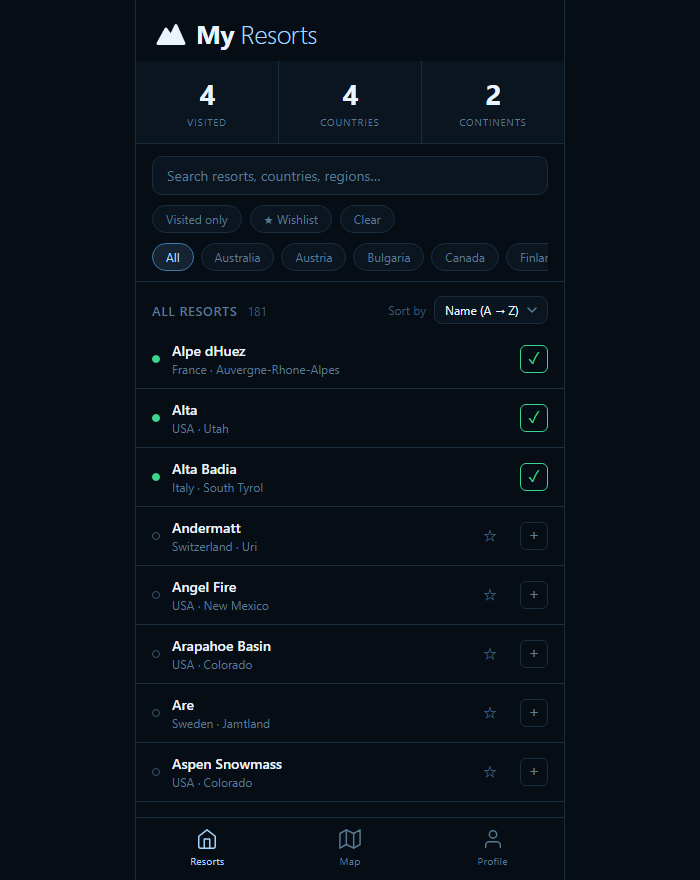 My Resorts
4 4 2
VISITED COUNTRIES CONTINENTS
Search resorts, countries, regions...
Visited only ★ Wishlist Clear
All Australia Austria Bulgaria Canada Finlan
ALL RESORTS 181 Sort by Name (A → Z)
Alpe dHuez
France · Auvergne-Rhone-Alpes
✓
Alta
USA · Utah
✓
Alta Badia
Italy · South Tyrol
✓
Andermatt
Switzerland · Uri
☆ +
Angel Fire
USA · New Mexico
☆ +
Arapahoe Basin
USA · Colorado
☆ +
Are
Sweden · Jamtland
☆ +
Aspen Snowmass
USA · Colorado
☆ +
Resorts Map Profile